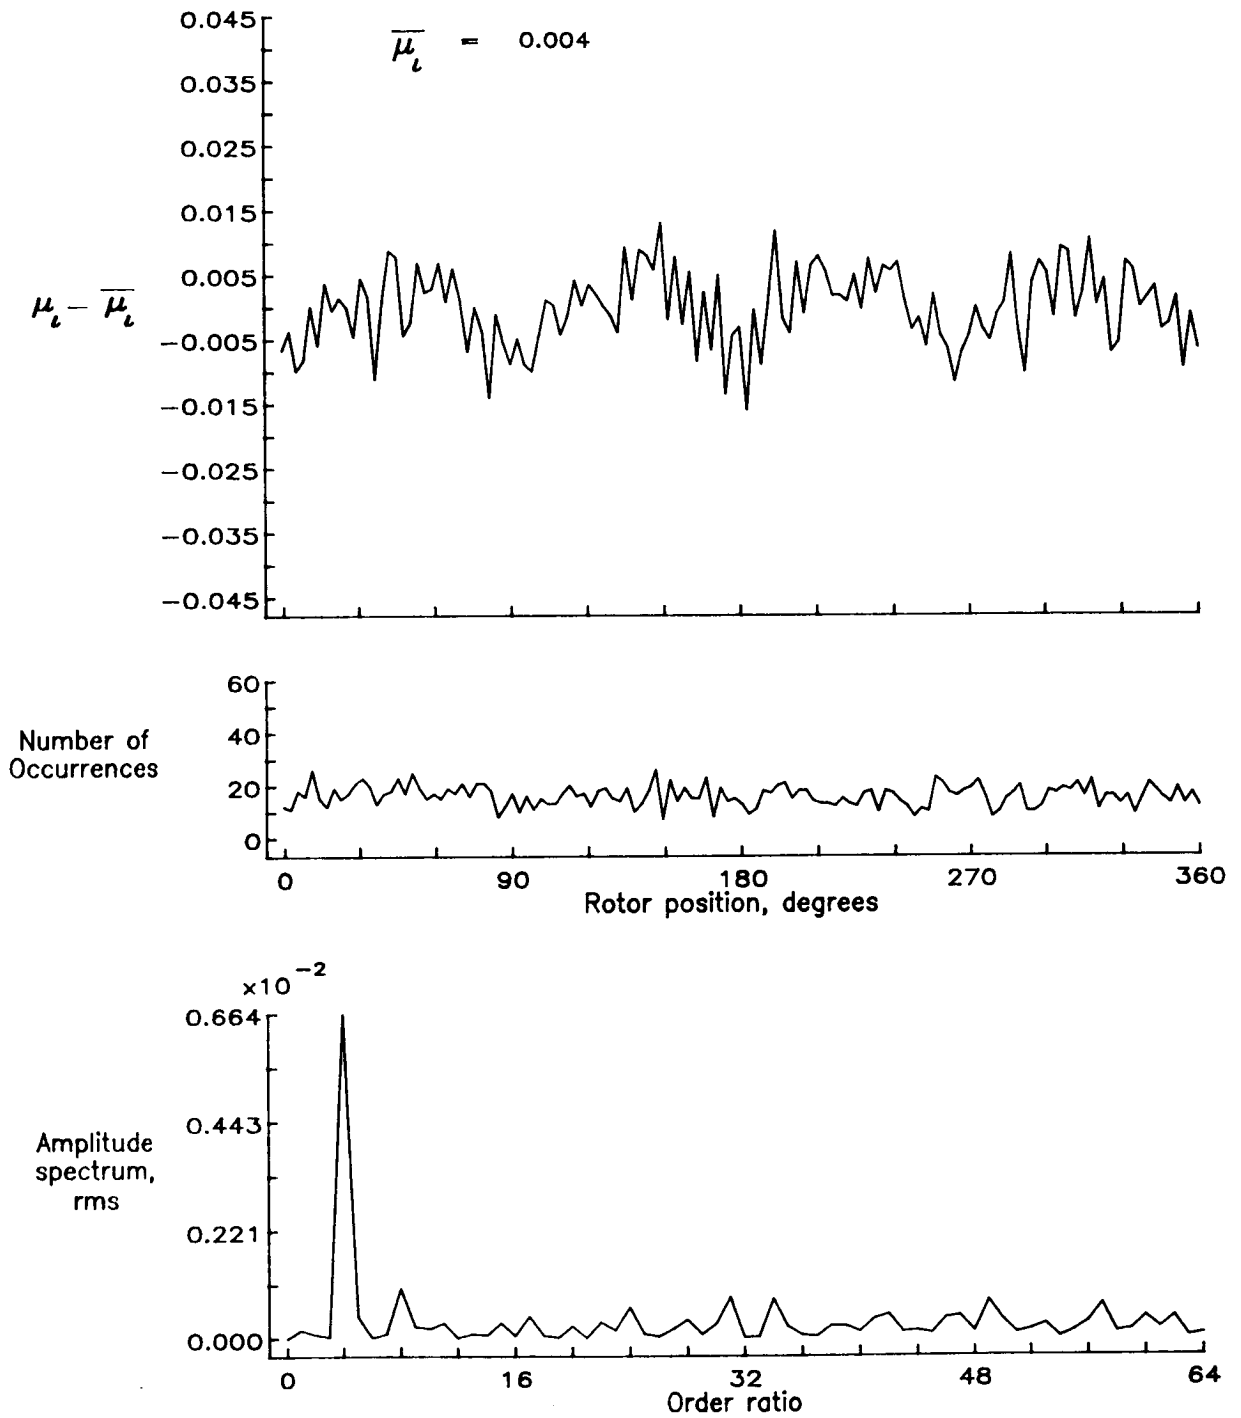 0.045
μ̅ι = 0.004
0.035
0.025
0.015
0.005
μι − μ̅ι
−0.005
−0.015
−0.025
−0.035
−0.045
60
Number of
Occurrences
40
20
0
0 90 180 270 360
Rotor position, degrees
×10⁻²
0.664
0.443
Amplitude
spectrum,
rms
0.221
0.000
0 16 32 48 64
Order ratio